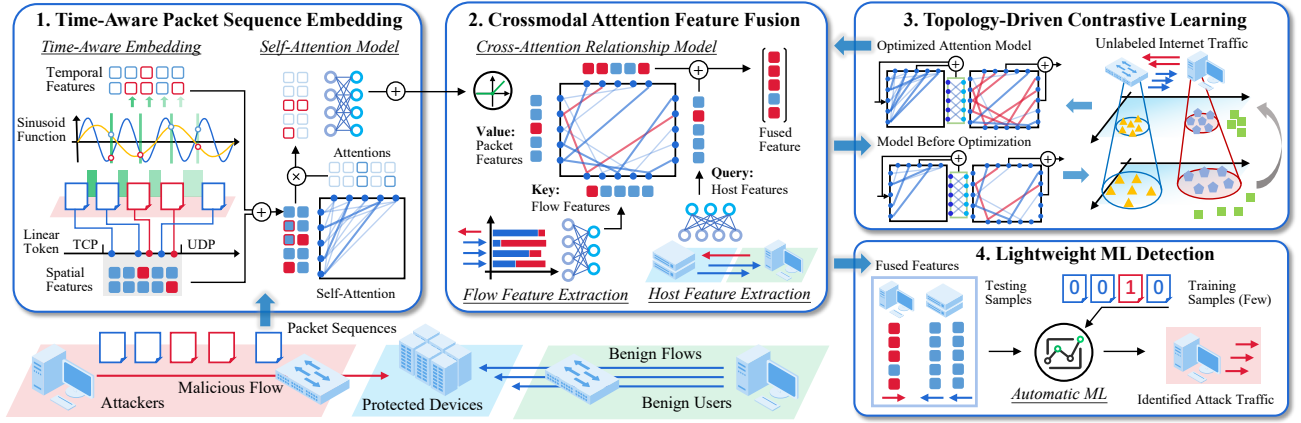 1. Time-Aware Packet Sequence Embedding
Time-Aware Embedding
Self-Attention Model
Temporal
Features
Sinusoid
Function
Attentions
Linear
Token
TCP
UDP
Spatial
Features
Self-Attention
2. Crossmodal Attention Feature Fusion
Cross-Attention Relationship Model
Value:
Packet
Features
Fused
Feature
Key:
Flow Features
Query:
Host Features
Flow Feature Extraction
Host Feature Extraction
3. Topology-Driven Contrastive Learning
Optimized Attention Model
Unlabeled Internet Traffic
Model Before Optimization
4. Lightweight ML Detection
Fused Features
Testing
Samples
0 0 1 0
Training
Samples (Few)
Automatic ML
Identified Attack Traffic
Packet Sequences
Malicious Flow
Attackers
Protected Devices
Benign Flows
Benign Users